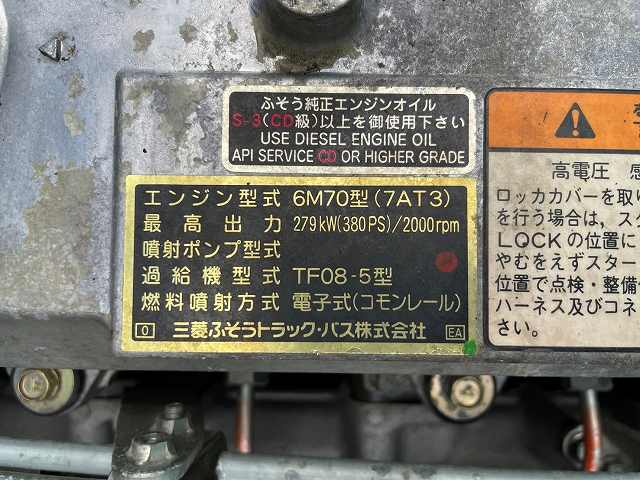 ふそう純正エンジンオイル
S-3(CD級)以上を御使用下さい
USE DIESEL ENGINE OIL
API SERVICE CD OR HIGHER GRADE
エンジン型式 6M70型(7AT3)
最高出力 279kW(380PS)/2000rpm
噴射ポンプ型式
過給機型式 TF08-5型
燃料噴射方式 電子式(コモンレール)
0 三菱ふそうトラック・バス株式会社 EA
高電圧 感
ロッカカバーを取り
を行う場合は、スタ
LOCKの位置に
やむをえずスター
位置で点検・整備
ハーネス及びコネ
さい。